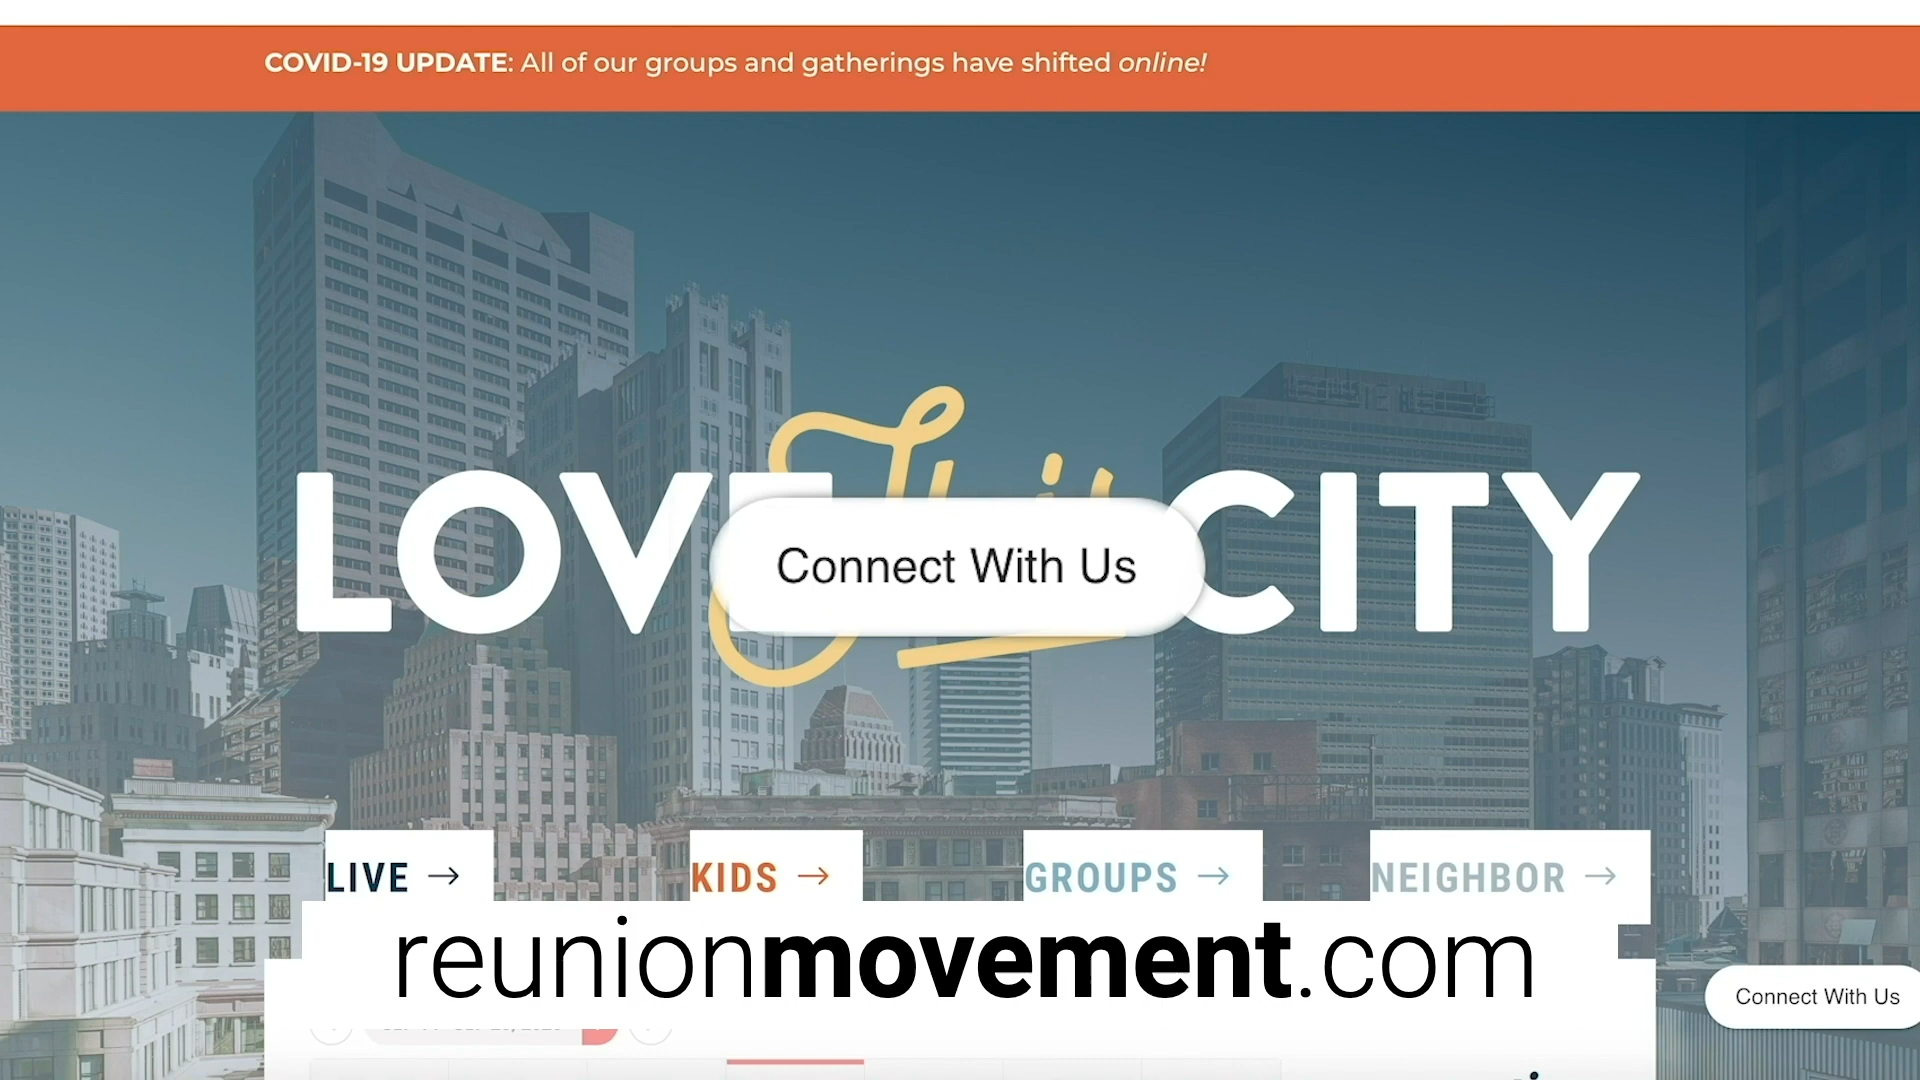 COVID-19 UPDATE: All of our groups and gatherings have shifted online!
LOVE This CITY
Connect With Us
LIVE →
KIDS →
GROUPS →
NEIGHBOR →
reunionmovement.com
Connect With Us